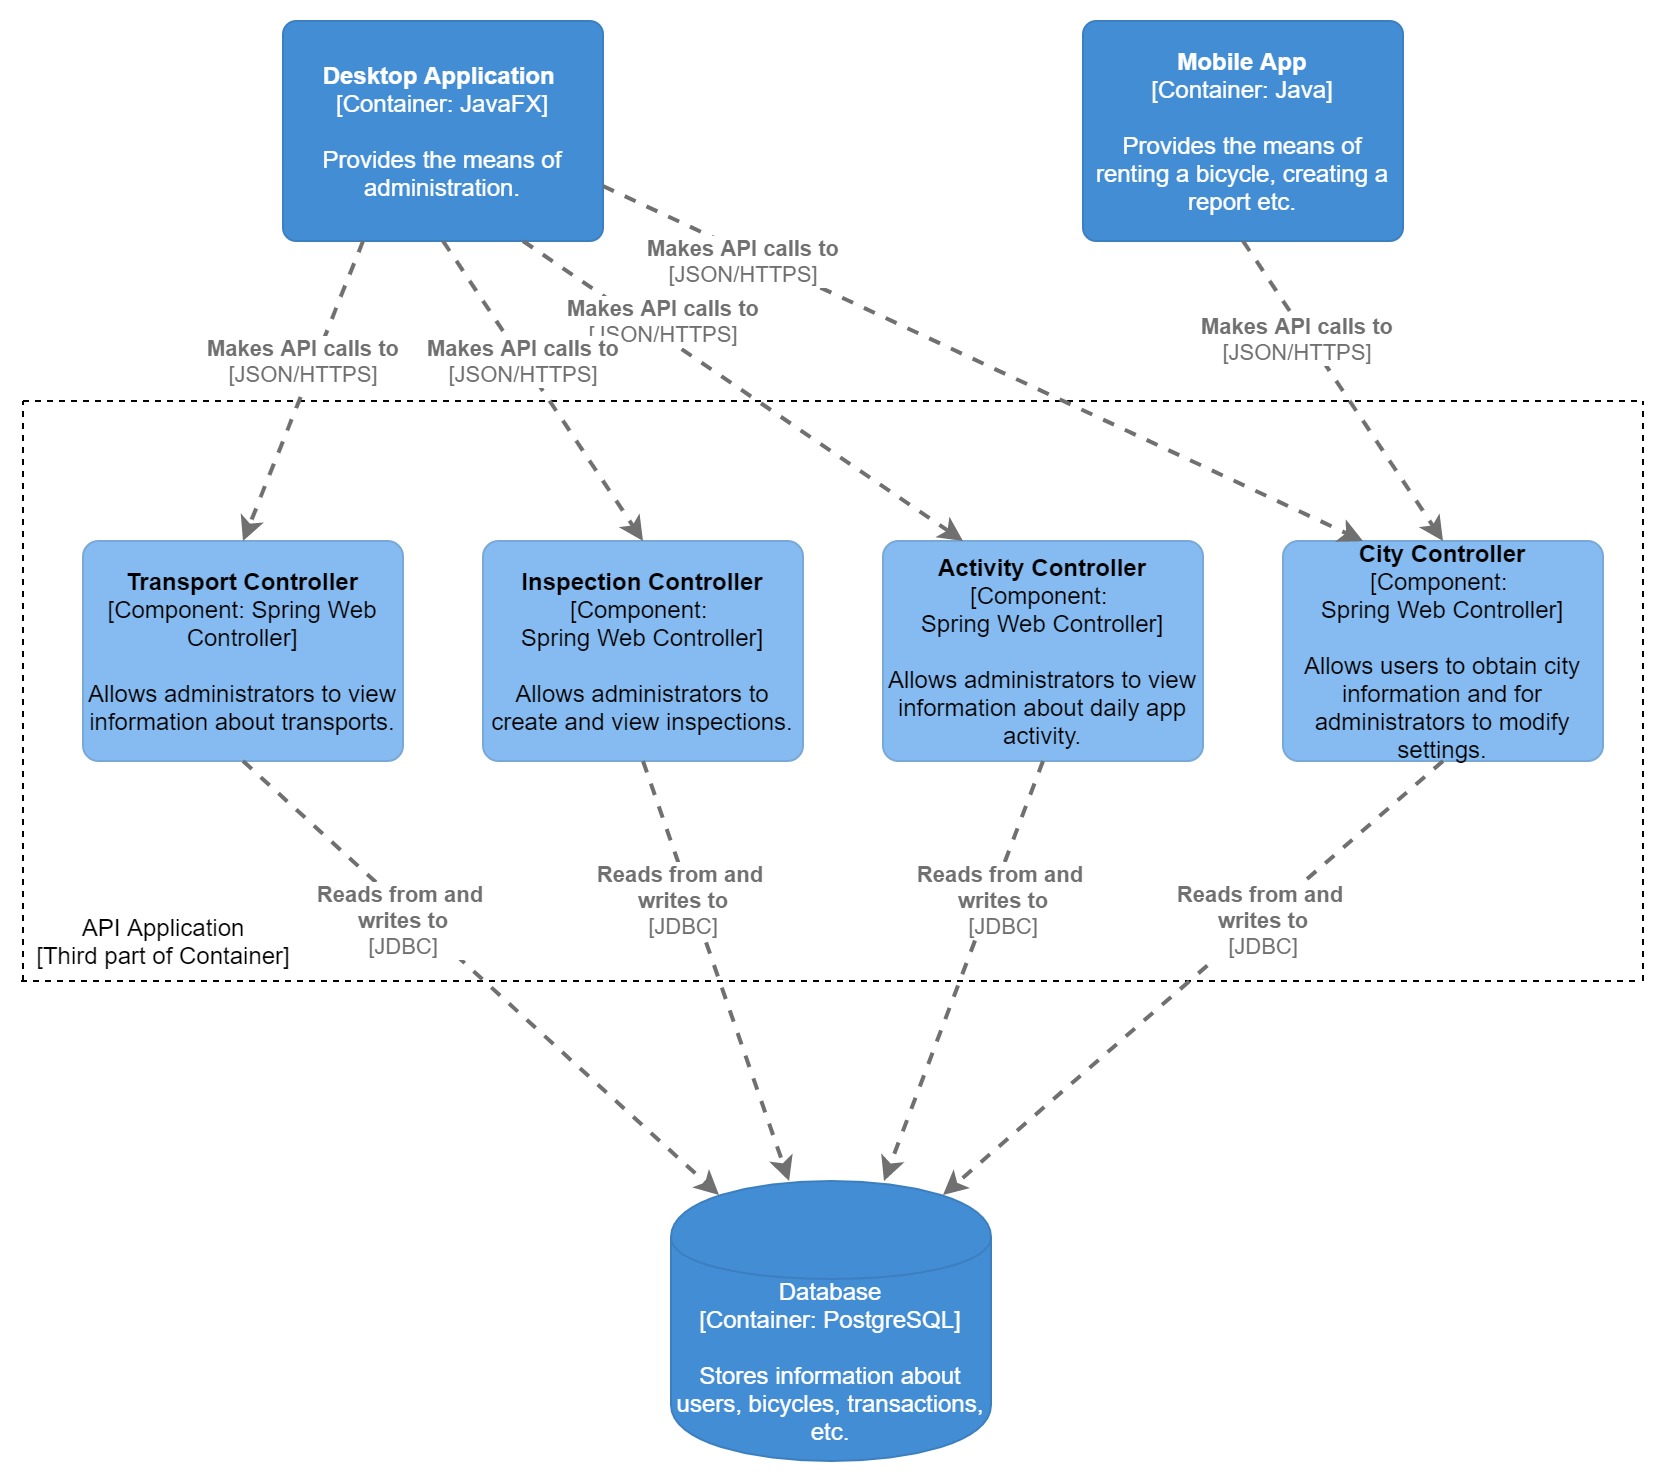 Desktop Application
[Container: JavaFX]
Provides the means of
administration.
Mobile App
[Container: Java]
Provides the means of
renting a bicycle, creating a
report etc.
Makes API calls to
[JSON/HTTPS]
Makes API calls to
[JSON/HTTPS]
Makes API calls to
[JSON/HTTPS]
Makes API calls to
[JSON/HTTPS]
Makes API calls to
[JSON/HTTPS]
Transport Controller
[Component: Spring Web
Controller]
Allows administrators to view
information about transports.
Inspection Controller
[Component:
Spring Web Controller]
Allows administrators to
create and view inspections.
Activity Controller
[Component:
Spring Web Controller]
Allows administrators to view
information about daily app
activity.
City Controller
[Component:
Spring Web Controller]
Allows users to obtain city
information and for
administrators to modify
settings.
Reads from and
writes to
[JDBC]
Reads from and
writes to
[JDBC]
Reads from and
writes to
[JDBC]
Reads from and
writes to
[JDBC]
API Application
[Third part of Container]
Database
[Container: PostgreSQL]
Stores information about
users, bicycles, transactions,
etc.